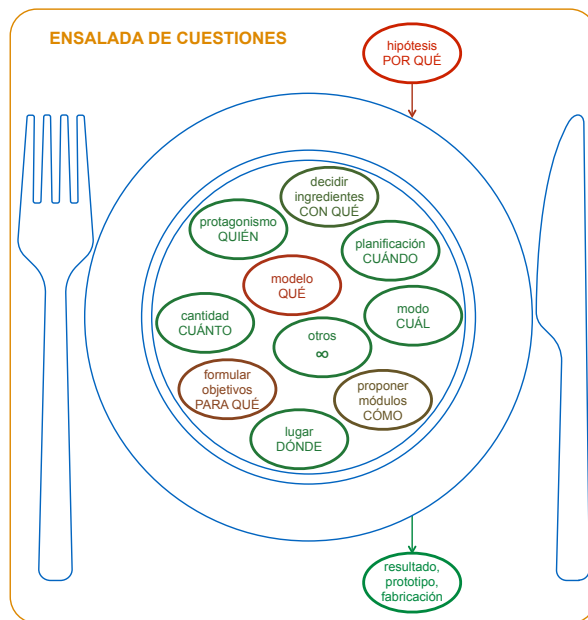 ENSALADA DE CUESTIONES
hipótesis
POR QUÉ
decidir
ingredientes
CON QUÉ
protagonismo
QUIÉN
planificación
CUÁNDO
modelo
QUÉ
cantidad
CUÁNTO
modo
CUÁL
otros
∞
formular
objetivos
PARA QUÉ
proponer
módulos
CÓMO
lugar
DÓNDE
resultado,
prototipo,
fabricación